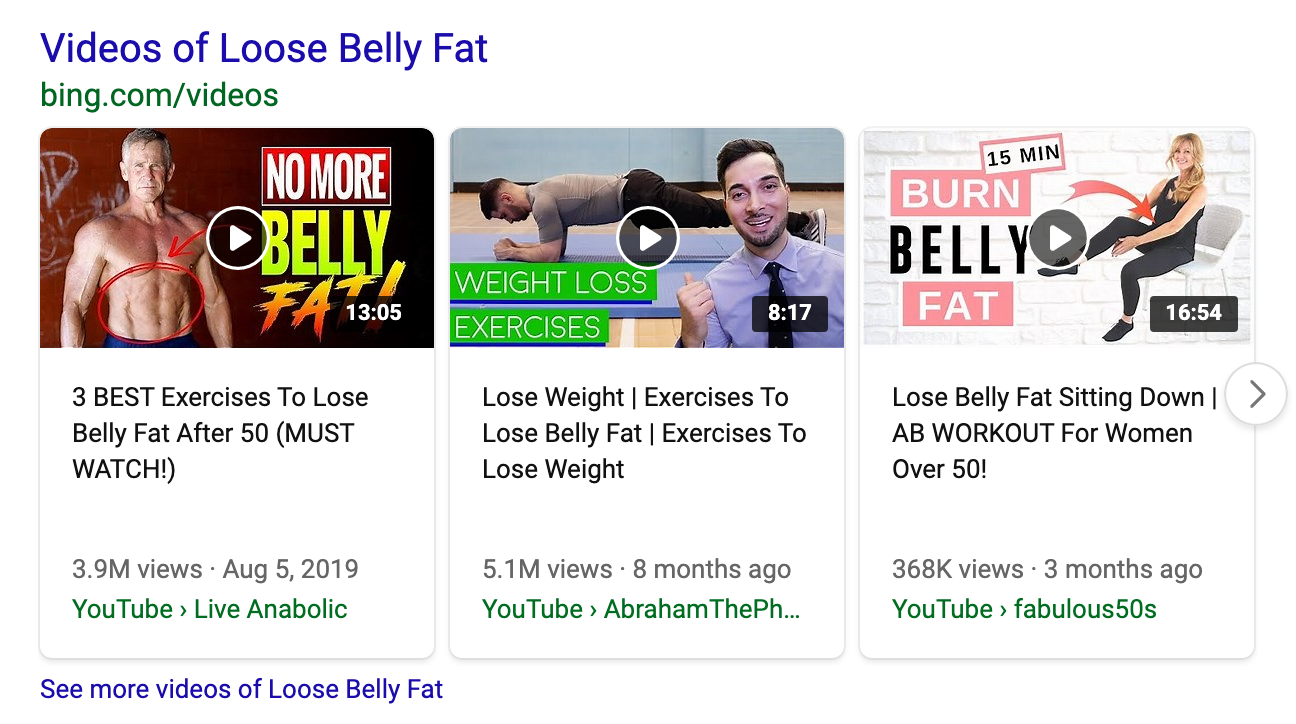 Videos of Loose Belly Fat
bing.com/videos
NO MORE
BELLY
FAT!
13:05
WEIGHT LOSS
EXERCISES
8:17
15 MIN
BURN
BELLY
FAT
16:54
3 BEST Exercises To Lose
Belly Fat After 50 (MUST
WATCH!)
3.9M views · Aug 5, 2019
YouTube › Live Anabolic
Lose Weight | Exercises To
Lose Belly Fat | Exercises To
Lose Weight
5.1M views · 8 months ago
YouTube › AbrahamThePh...
Lose Belly Fat Sitting Down |
AB WORKOUT For Women
Over 50!
368K views · 3 months ago
YouTube › fabulous50s
See more videos of Loose Belly Fat